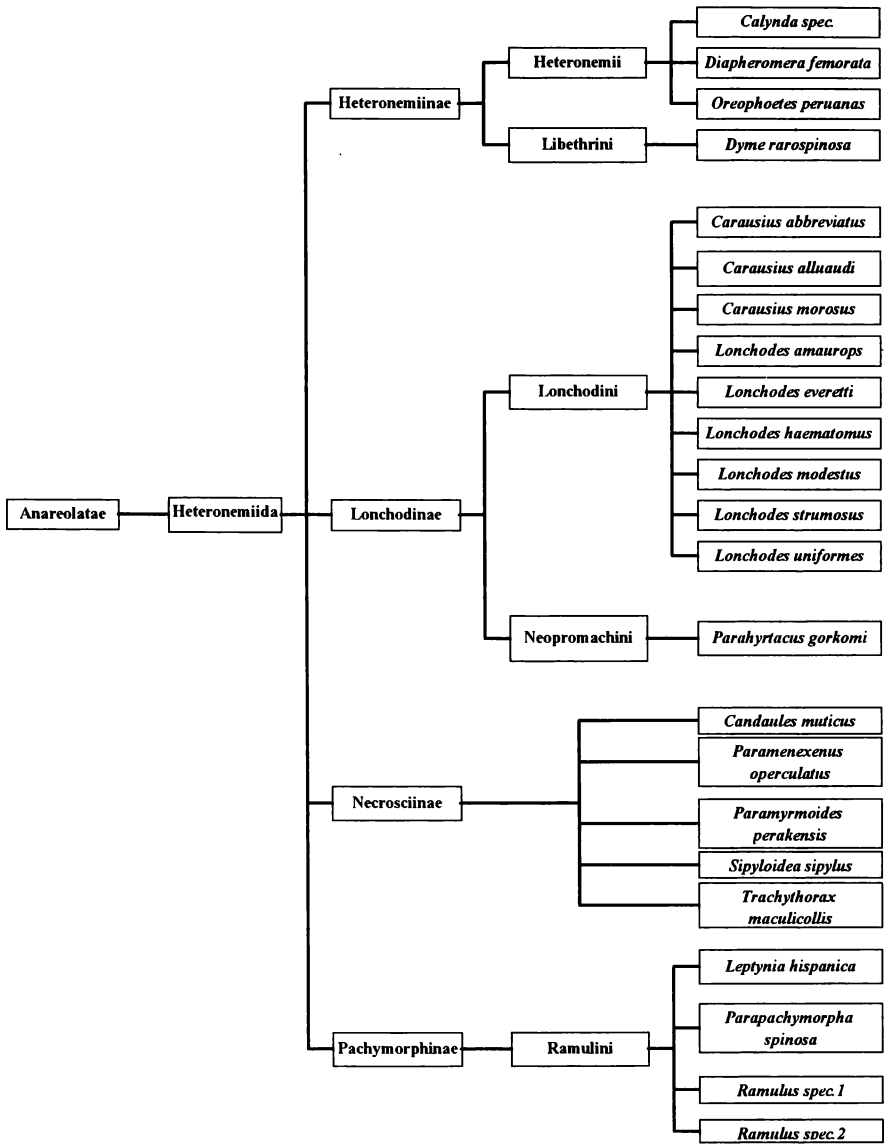 Calynda spec.
Heteronemii
Diapheromera femorata
Heteronemiinae
Oreophoetes peruanas
Libethrini
Dyme rarospinosa
Carausius abbreviatus
Carausius alluaudi
Carausius morosus
Lonchodes amaurops
Lonchodini
Lonchodes everetti
Lonchodes haematomus
Lonchodes modestus
Anareolatae
Heteronemiida
Lonchodinae
Lonchodes strumosus
Lonchodes uniformes
Neopromachini
Parahyrtacus gorkomi
Candaules muticus
Paramenexenus
operculatus
Necrosciinae
Paramyrmoides
perakensis
Sipyloidea sipylus
Trachythorax
maculicollis
Leptynia hispanica
Parapachymorpha
spinosa
Pachymorphinae
Ramulini
Ramulus spec.1
Ramulus spec.2